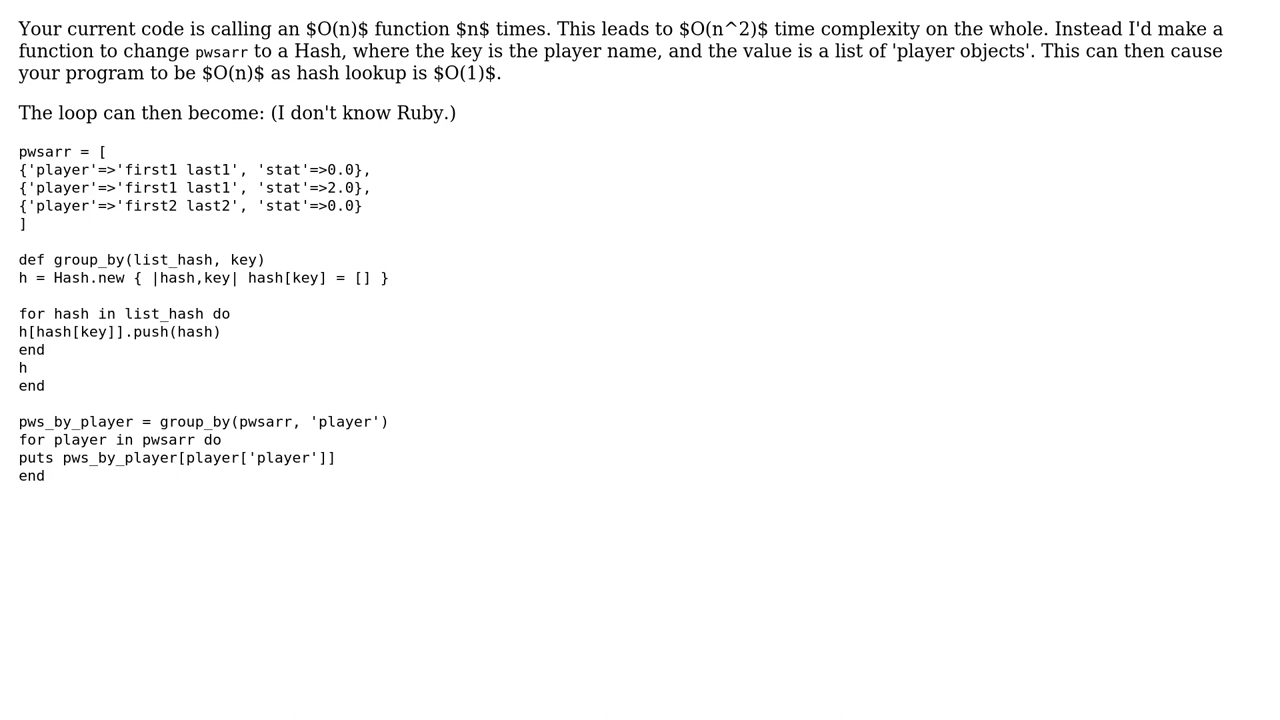 Your current code is calling an $O(n)$ function $n$ times. This leads to $O(n^2)$ time complexity on the whole. Instead I'd make a
function to change pwsarr to a Hash, where the key is the player name, and the value is a list of 'player objects'. This can then cause
your program to be $O(n)$ as hash lookup is $O(1)$.
The loop can then become: (I don't know Ruby.)
pwsarr = [
{'player'=>'first1 last1', 'stat'=>0.0},
{'player'=>'first1 last1', 'stat'=>2.0},
{'player'=>'first2 last2', 'stat'=>0.0}
]
def group_by(list_hash, key)
h = Hash.new { |hash,key| hash[key] = [] }
for hash in list_hash do
h[hash[key]].push(hash)
end
h
end
pws_by_player = group_by(pwsarr, 'player')
for player in pwsarr do
puts pws_by_player[player['player']]
end